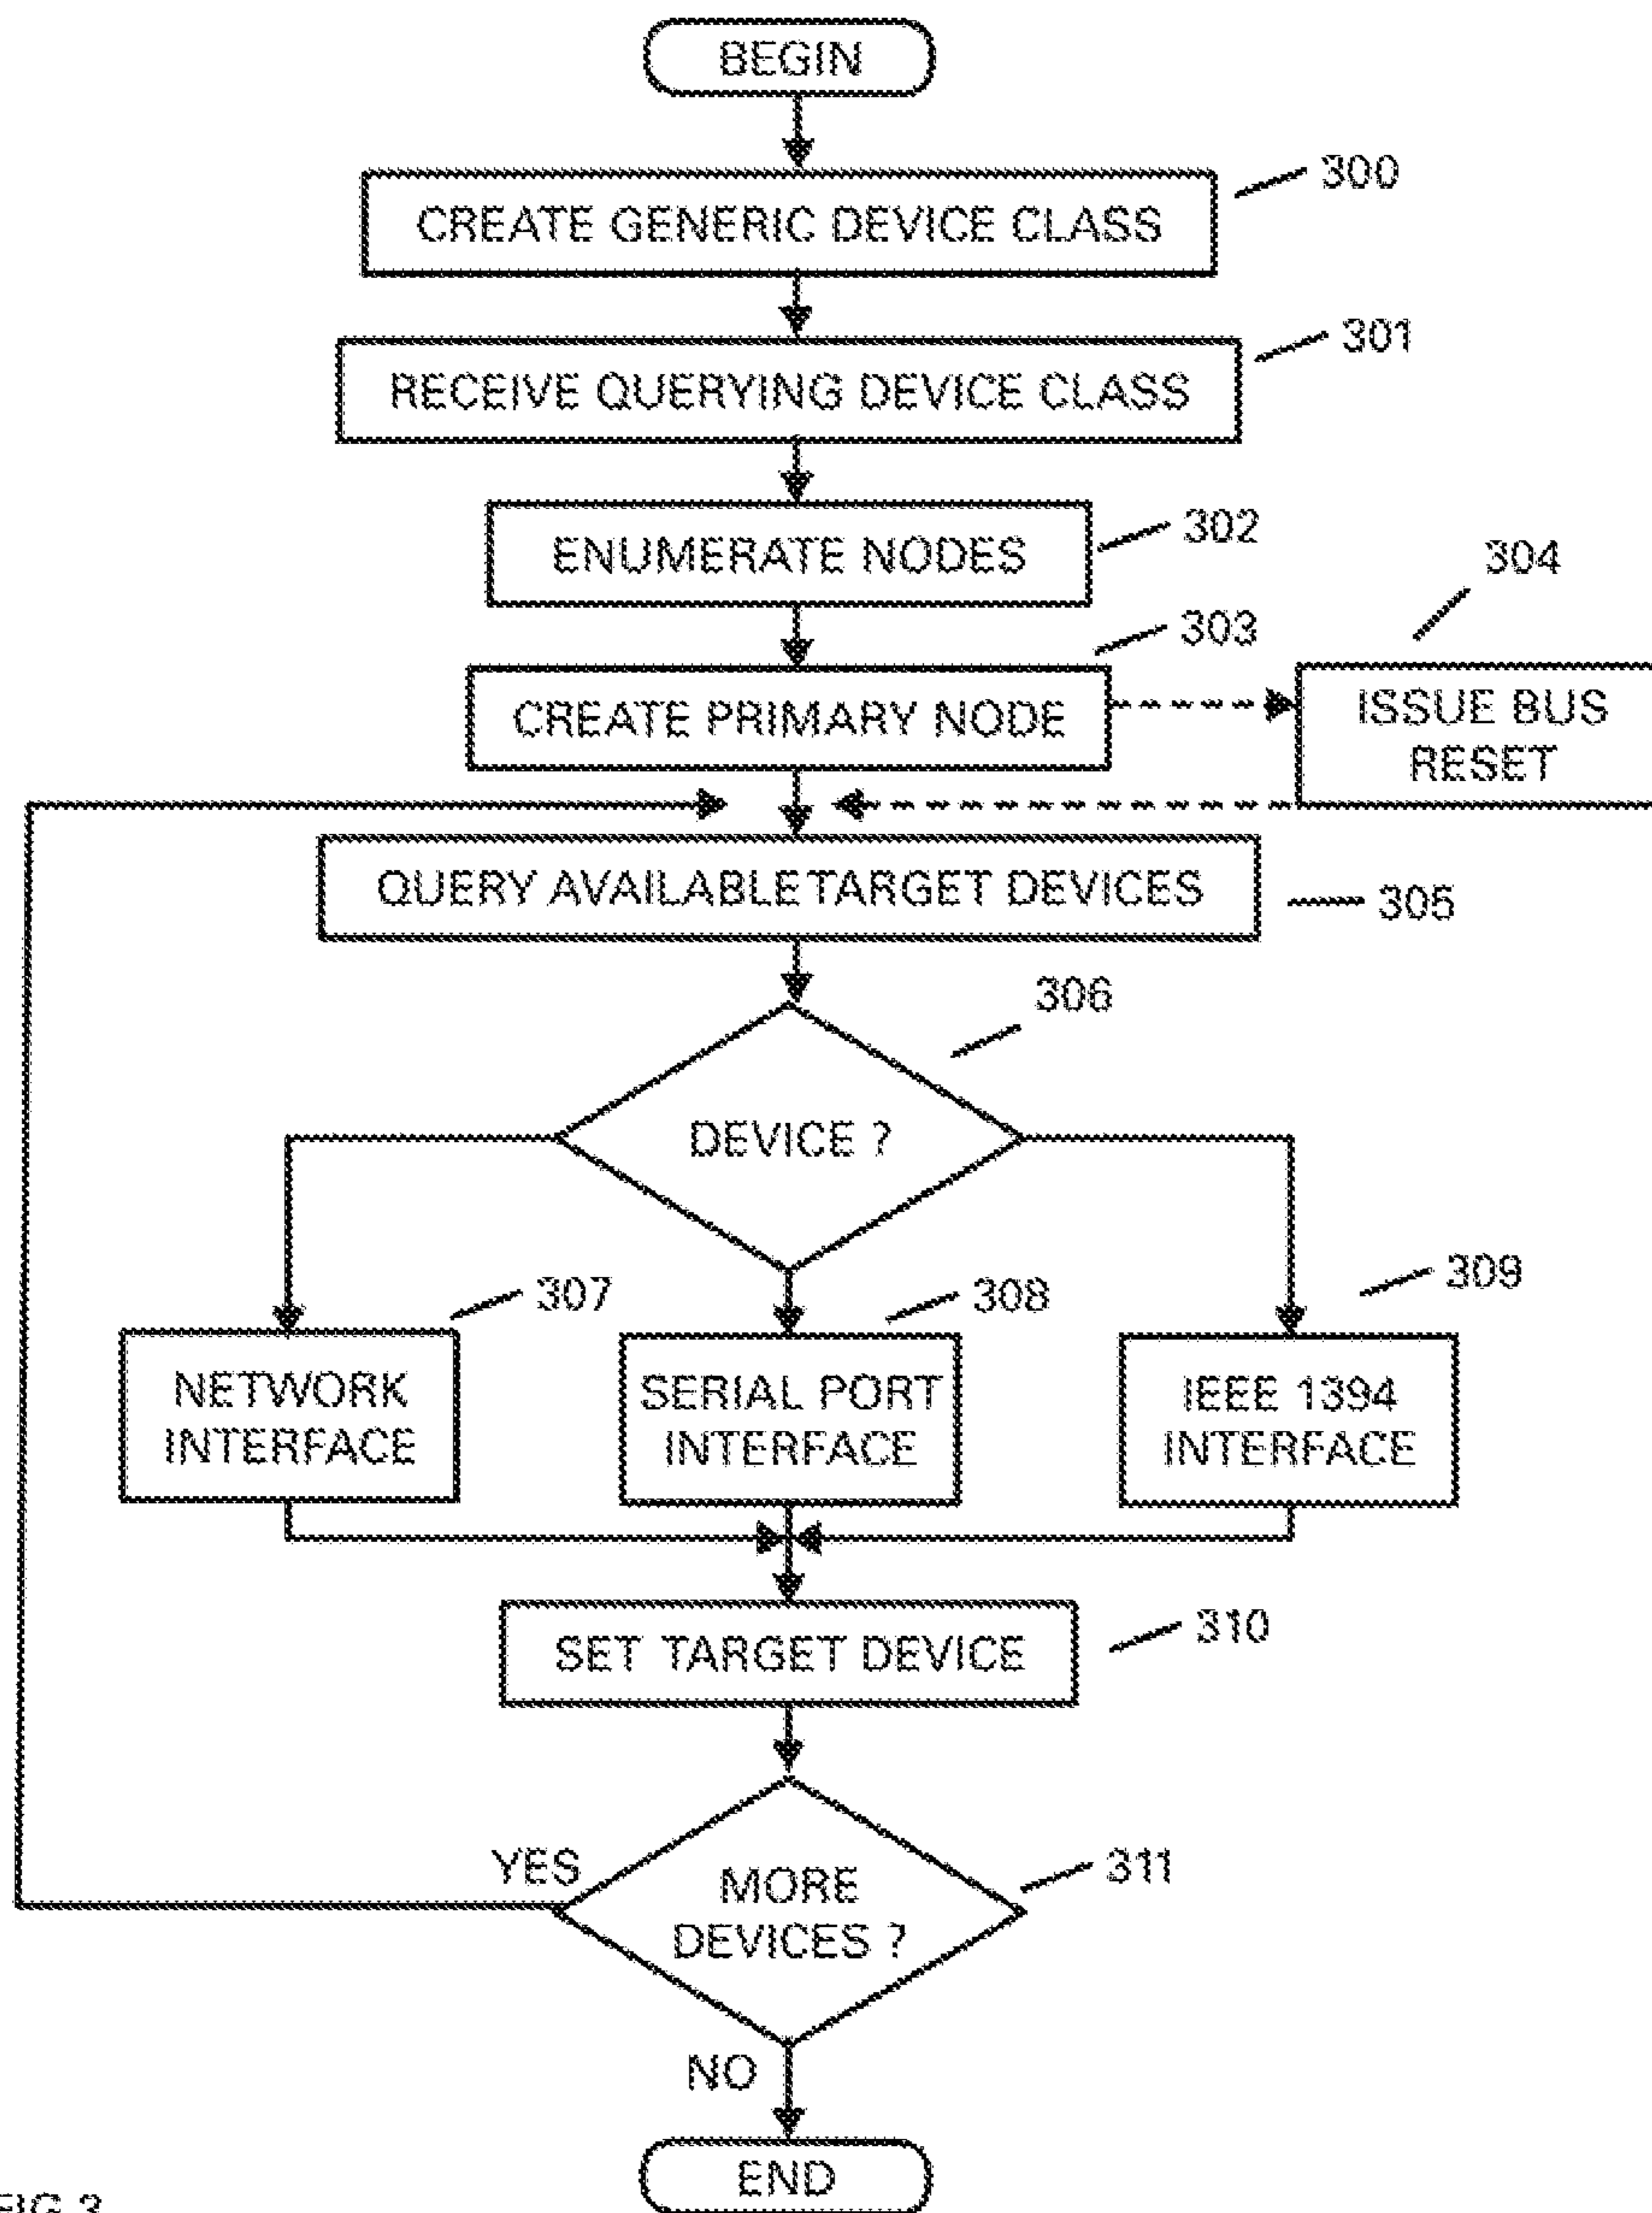 BEGIN
300
CREATE GENERIC DEVICE CLASS
301
RECEIVE QUERYING DEVICE CLASS
302
ENUMERATE NODES
303
CREATE PRIMARY NODE
304
ISSUE BUS
RESET
QUERY AVAILABLE TARGET DEVICES
305
306
DEVICE ?
307
NETWORK
INTERFACE
308
SERIAL PORT
INTERFACE
309
IEEE 1394
INTERFACE
310
SET TARGET DEVICE
311
MORE
DEVICES ?
YES
NO
END
FIG 3